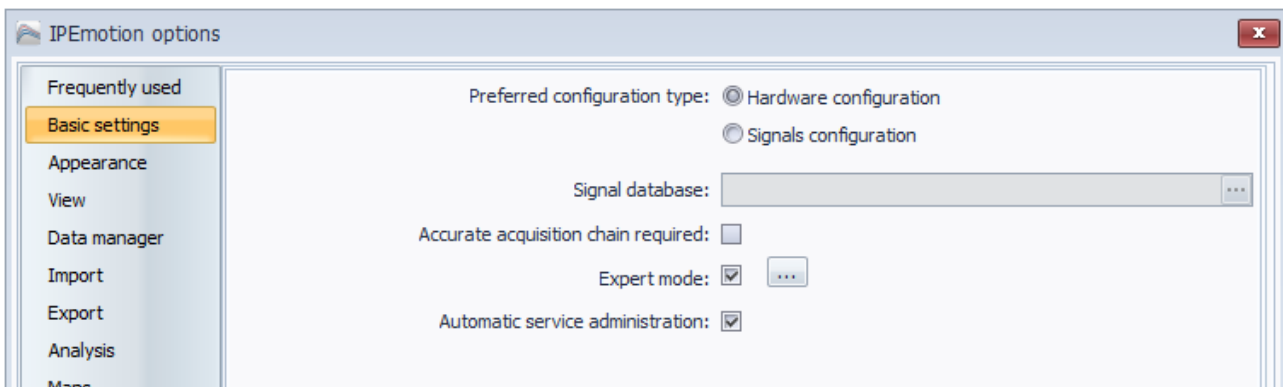 IPEmotion options
x
Frequently used
Basic settings
Appearance
View
Data manager
Import
Export
Analysis
Maps
Preferred configuration type: Hardware configuration
Signals configuration
Signal database: ...
Accurate acquisition chain required:
Expert mode: ...
Automatic service administration: